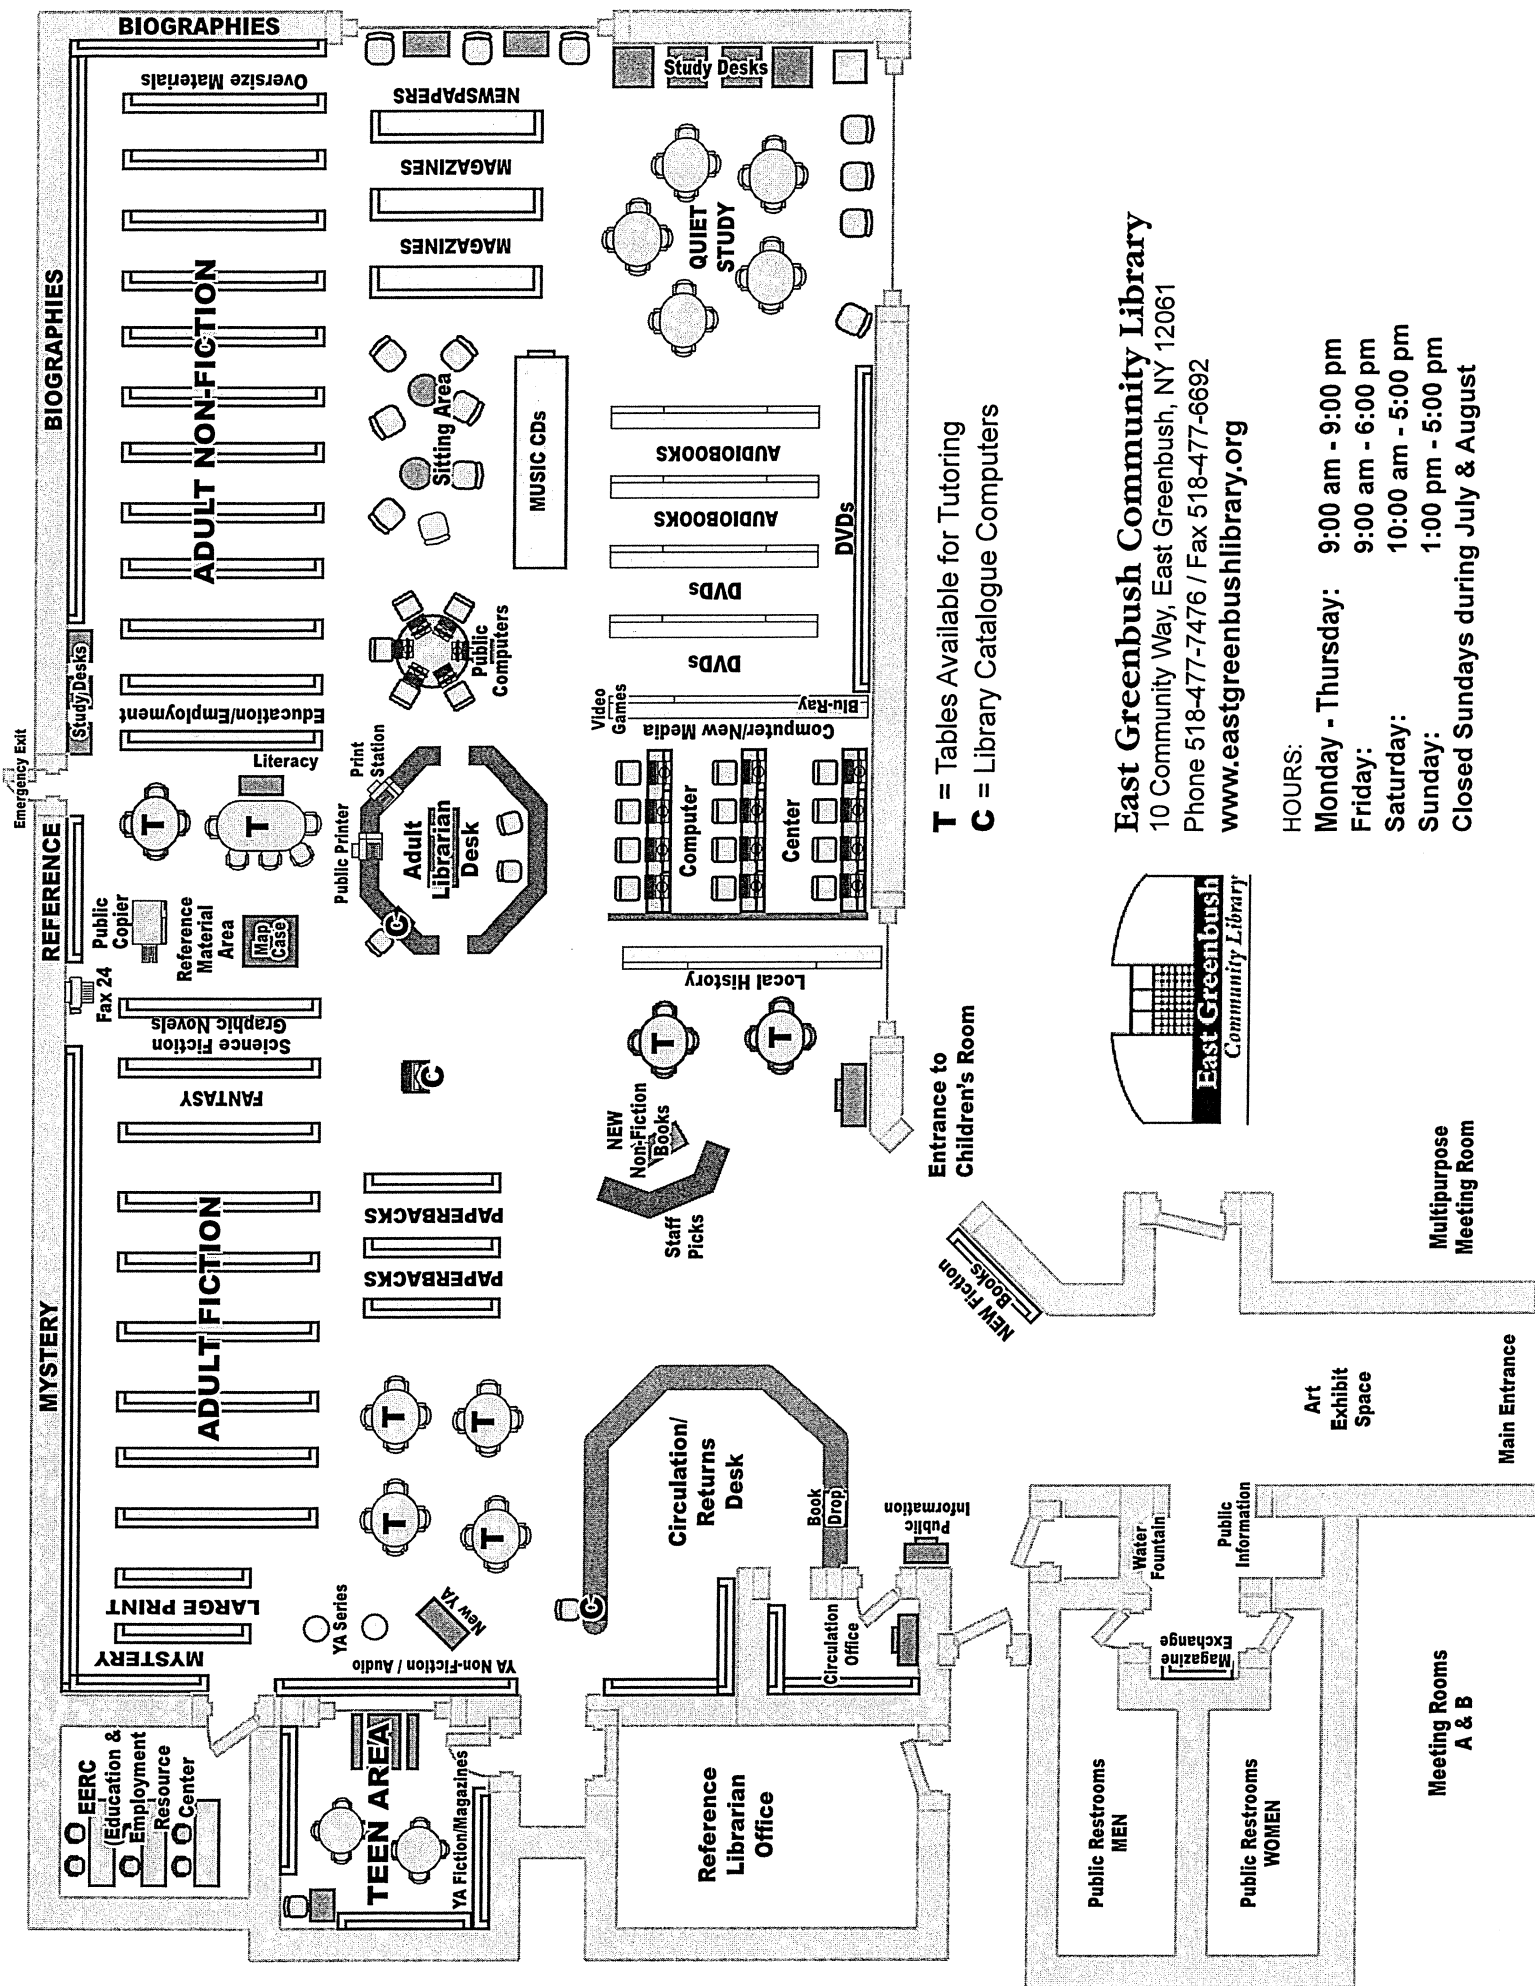 MYSTERY
REFERENCE
Emergency Exit
BIOGRAPHIES
BIOGRAPHIES
EERC
(Education &
Employment
Resource
Center
MYSTERY
LARGE PRINT
ADULT FICTION
FANTASY
Science Fiction
Graphic Novels
Fax 24
Public
Copier
Reference
Material
Area
Map
Case
T
T
Literacy
Study Desks
Education/Employment
ADULT NON-FICTION
Oversize Materials
TEEN AREA
YA Fiction/Magazines
YA Non-Fiction / Audio
YA Series
New YA
T
T
T
T
PAPERBACKS
PAPERBACKS
C
C
Public Printer
Print
Station
Adult
Librarian
Desk
Public
Computers
Sitting Area
MUSIC CDs
MAGAZINES
MAGAZINES
NEWSPAPERS
Reference
Librarian
Office
Circulation
Office
C
Circulation/
Returns
Desk
Book
Drop
Public
Information
Staff
Picks
NEW
Non-Fiction
Books
T
T
Local History
Computer
Center
Computer/New Media
Video
Games
Blu-Ray
DVDs
DVDs
DVDs
AUDIOBOOKS
AUDIOBOOKS
QUIET
STUDY
Study Desks
NEW Fiction
Books
Entrance to
Children's Room
T = Tables Available for Tutoring
C = Library Catalogue Computers
Public Restrooms
MEN
Public Restrooms
WOMEN
Magazine
Exchange
Water
Fountain
Public
Information
Art
Exhibit
Space
Main Entrance
Meeting Rooms
A & B
Multipurpose
Meeting Room
East Greenbush
Community Library
East Greenbush Community Library
10 Community Way, East Greenbush, NY 12061
Phone 518-477-7476 / Fax 518-477-6692
www.eastgreenbushlibrary.org
HOURS:
Monday - Thursday: 9:00 am - 9:00 pm
Friday: 9:00 am - 6:00 pm
Saturday: 10:00 am - 5:00 pm
Sunday: 1:00 pm - 5:00 pm
Closed Sundays during July & August